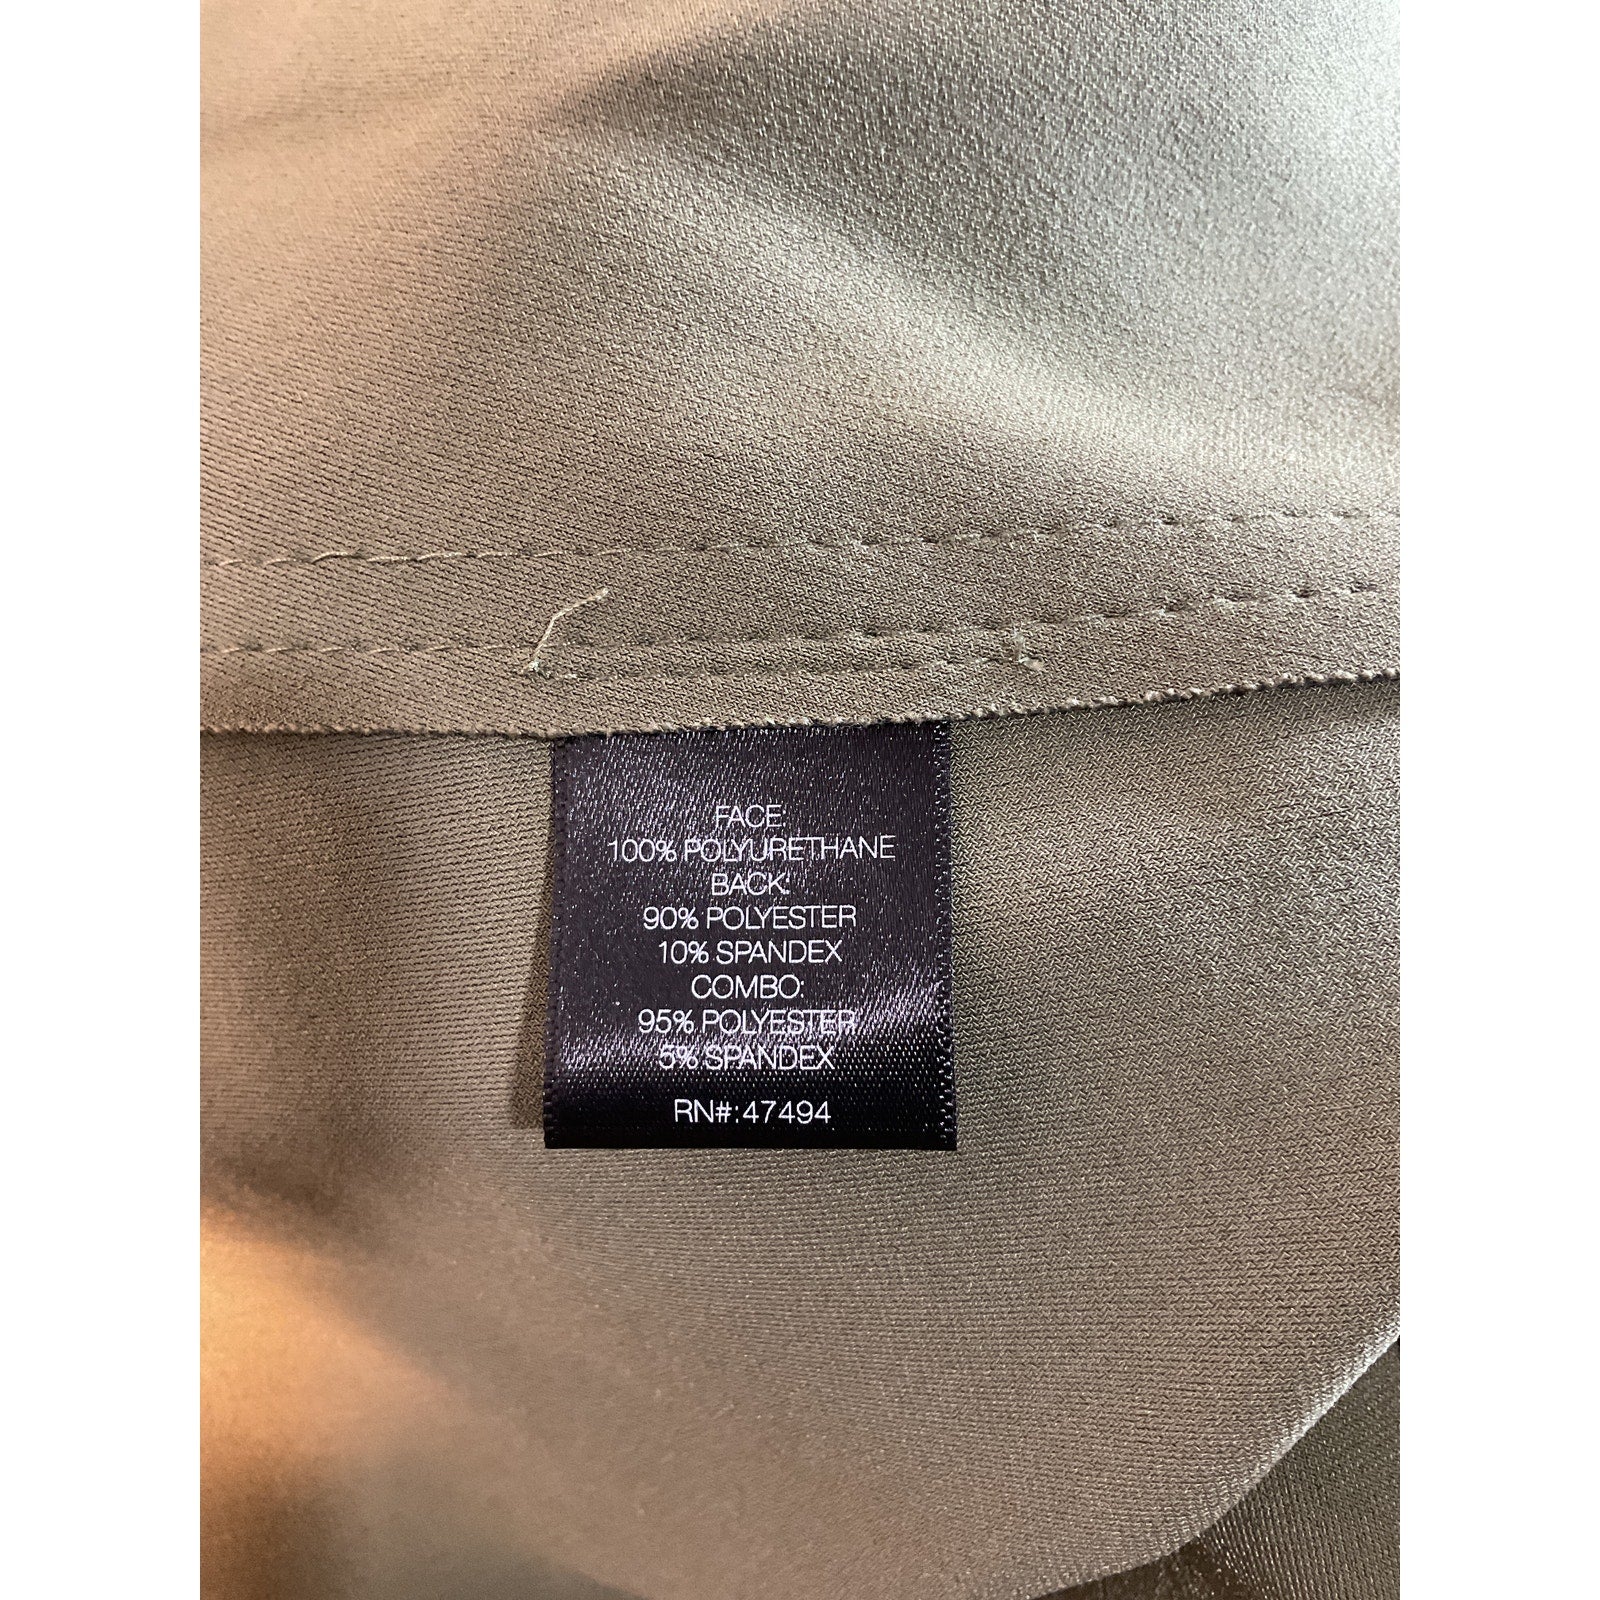 FACE:
100% POLYURETHANE
BACK:
90% POLYESTER
10% SPANDEX
COMBO:
95% POLYESTER
5% SPANDEX
RN#:47494